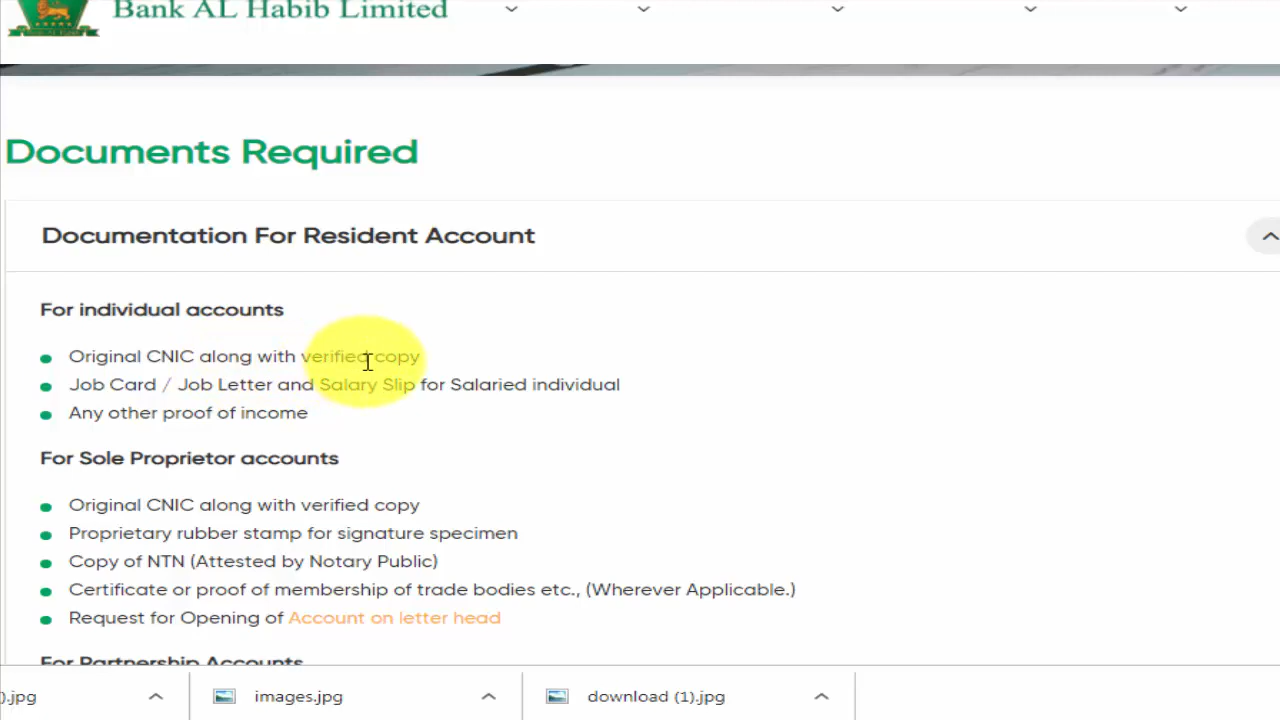 Bank AL Habib Limited
Documents Required
Documentation For Resident Account
For individual accounts
Original CNIC along with verified copy
Job Card / Job Letter and Salary Slip for Salaried individual
Any other proof of income
For Sole Proprietor accounts
Original CNIC along with verified copy
Proprietary rubber stamp for signature specimen
Copy of NTN (Attested by Notary Public)
Certificate or proof of membership of trade bodies etc., (Wherever Applicable.)
Request for Opening of Account on letter head
For Partnership Accounts
).jpg
images.jpg
download (1).jpg